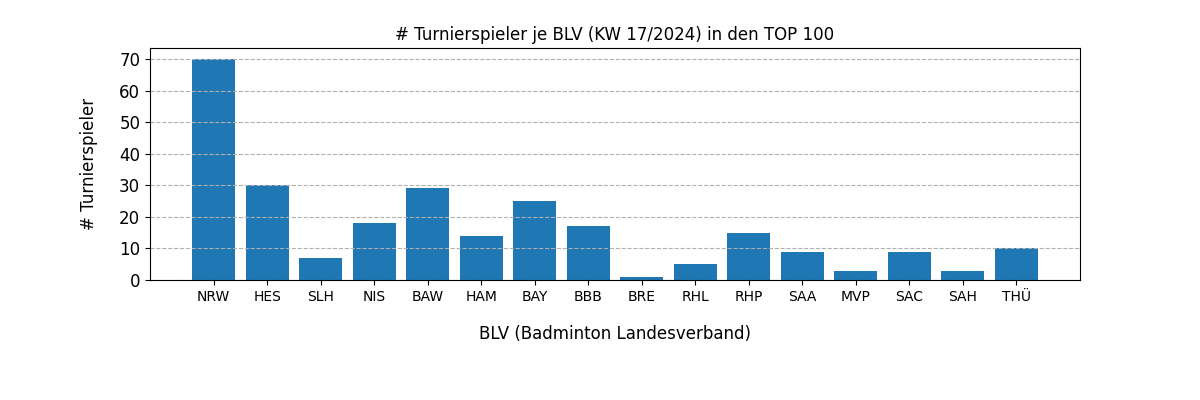 # Turnierspieler je BLV (KW 17/2024) in den TOP 100
# Turnierspieler
70
60
50
40
30
20
10
0
NRW HES SLH NIS BAW HAM BAY BBB BRE RHL RHP SAA MVP SAC SAH THÜ
BLV (Badminton Landesverband)